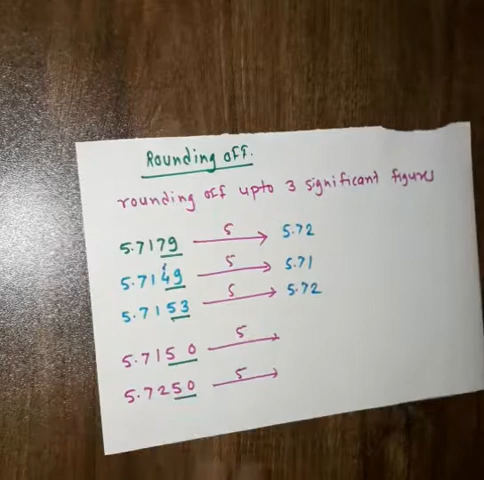 Rounding off.
rounding off upto 3 significant figures
5.7179 5 → 5.72
5.7149 5 → 5.71
5.7153 5 → 5.72
5.7150 5 →
5.7250 5 →